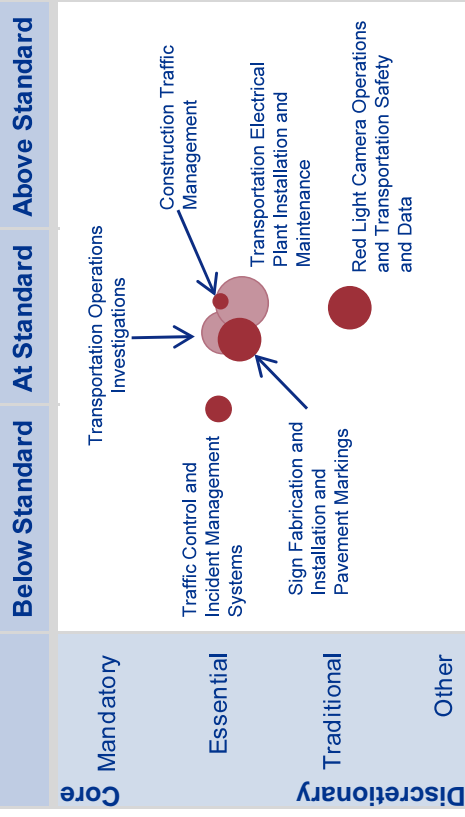 Below Standard
At Standard
Above Standard
Core
Mandatory
Essential
Discretionary
Traditional
Other
Transportation Operations
Investigations
Construction Traffic
Management
Traffic Control and
Incident Management
Systems
Transportation Electrical
Plant Installation and
Maintenance
Sign Fabrication and
Installation and
Pavement Markings
Red Light Camera Operations
and Transportation Safety
and Data